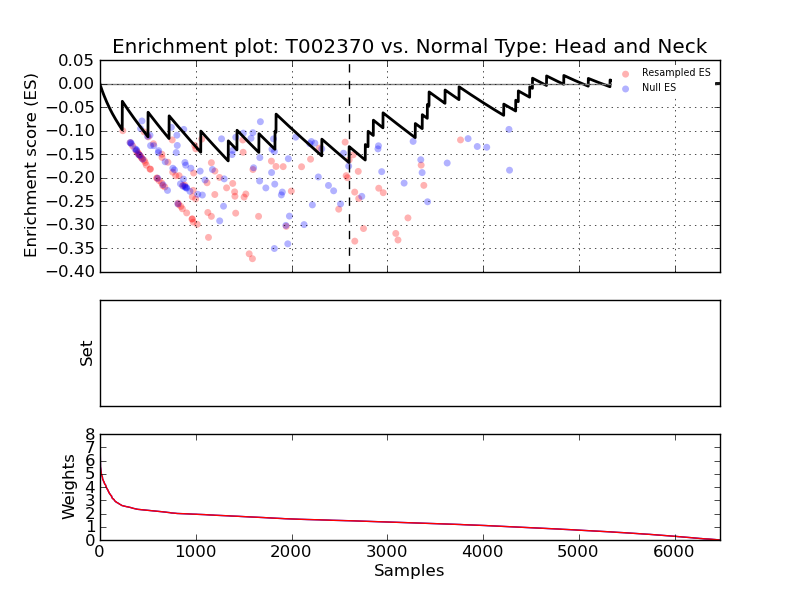 Enrichment plot: T002370 vs. Normal Type: Head and Neck
Enrichment score (ES)
0.05
0.00
−0.05
−0.10
−0.15
−0.20
−0.25
−0.30
−0.35
−0.40
Resampled ES
Null ES
Set
Weights
8
7
6
5
4
3
2
1
0
0 1000 2000 3000 4000 5000 6000
Samples